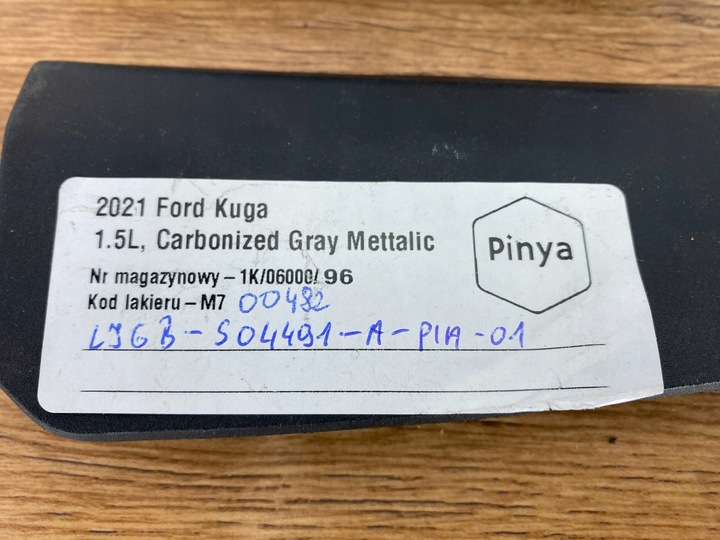 2021 Ford Kuga
1.5L, Carbonized Gray Mettalic
Pinya
Nr magazynowy – 1K/06000/96
Kod lakieru – M7 00482
LJGB-S04491-A-PIA-01